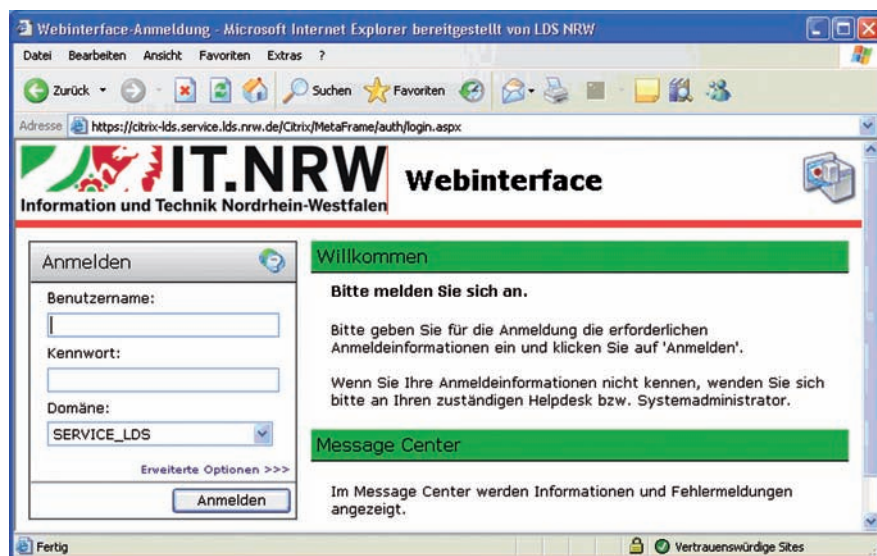 Webinterface-Anmeldung - Microsoft Internet Explorer bereitgestellt von LDS NRW
Datei Bearbeiten Ansicht Favoriten Extras ?
Zurück Suchen Favoriten
Adresse https://citrix-lds.service.lds.nrw.de/Citrix/MetaFrame/auth/login.aspx
IT.NRW Webinterface
Information und Technik Nordrhein-Westfalen
Anmelden
Benutzername:
Kennwort:
Domäne:
SERVICE_LDS
Erweiterte Optionen >>>
Anmelden
Willkommen
Bitte melden Sie sich an.
Bitte geben Sie für die Anmeldung die erforderlichen
Anmeldeinformationen ein und klicken Sie auf 'Anmelden'.
Wenn Sie Ihre Anmeldeinformationen nicht kennen, wenden Sie sich
bitte an Ihren zuständigen Helpdesk bzw. Systemadministrator.
Message Center
Im Message Center werden Informationen und Fehlermeldungen
angezeigt.
Fertig Vertrauenswürdige Sites